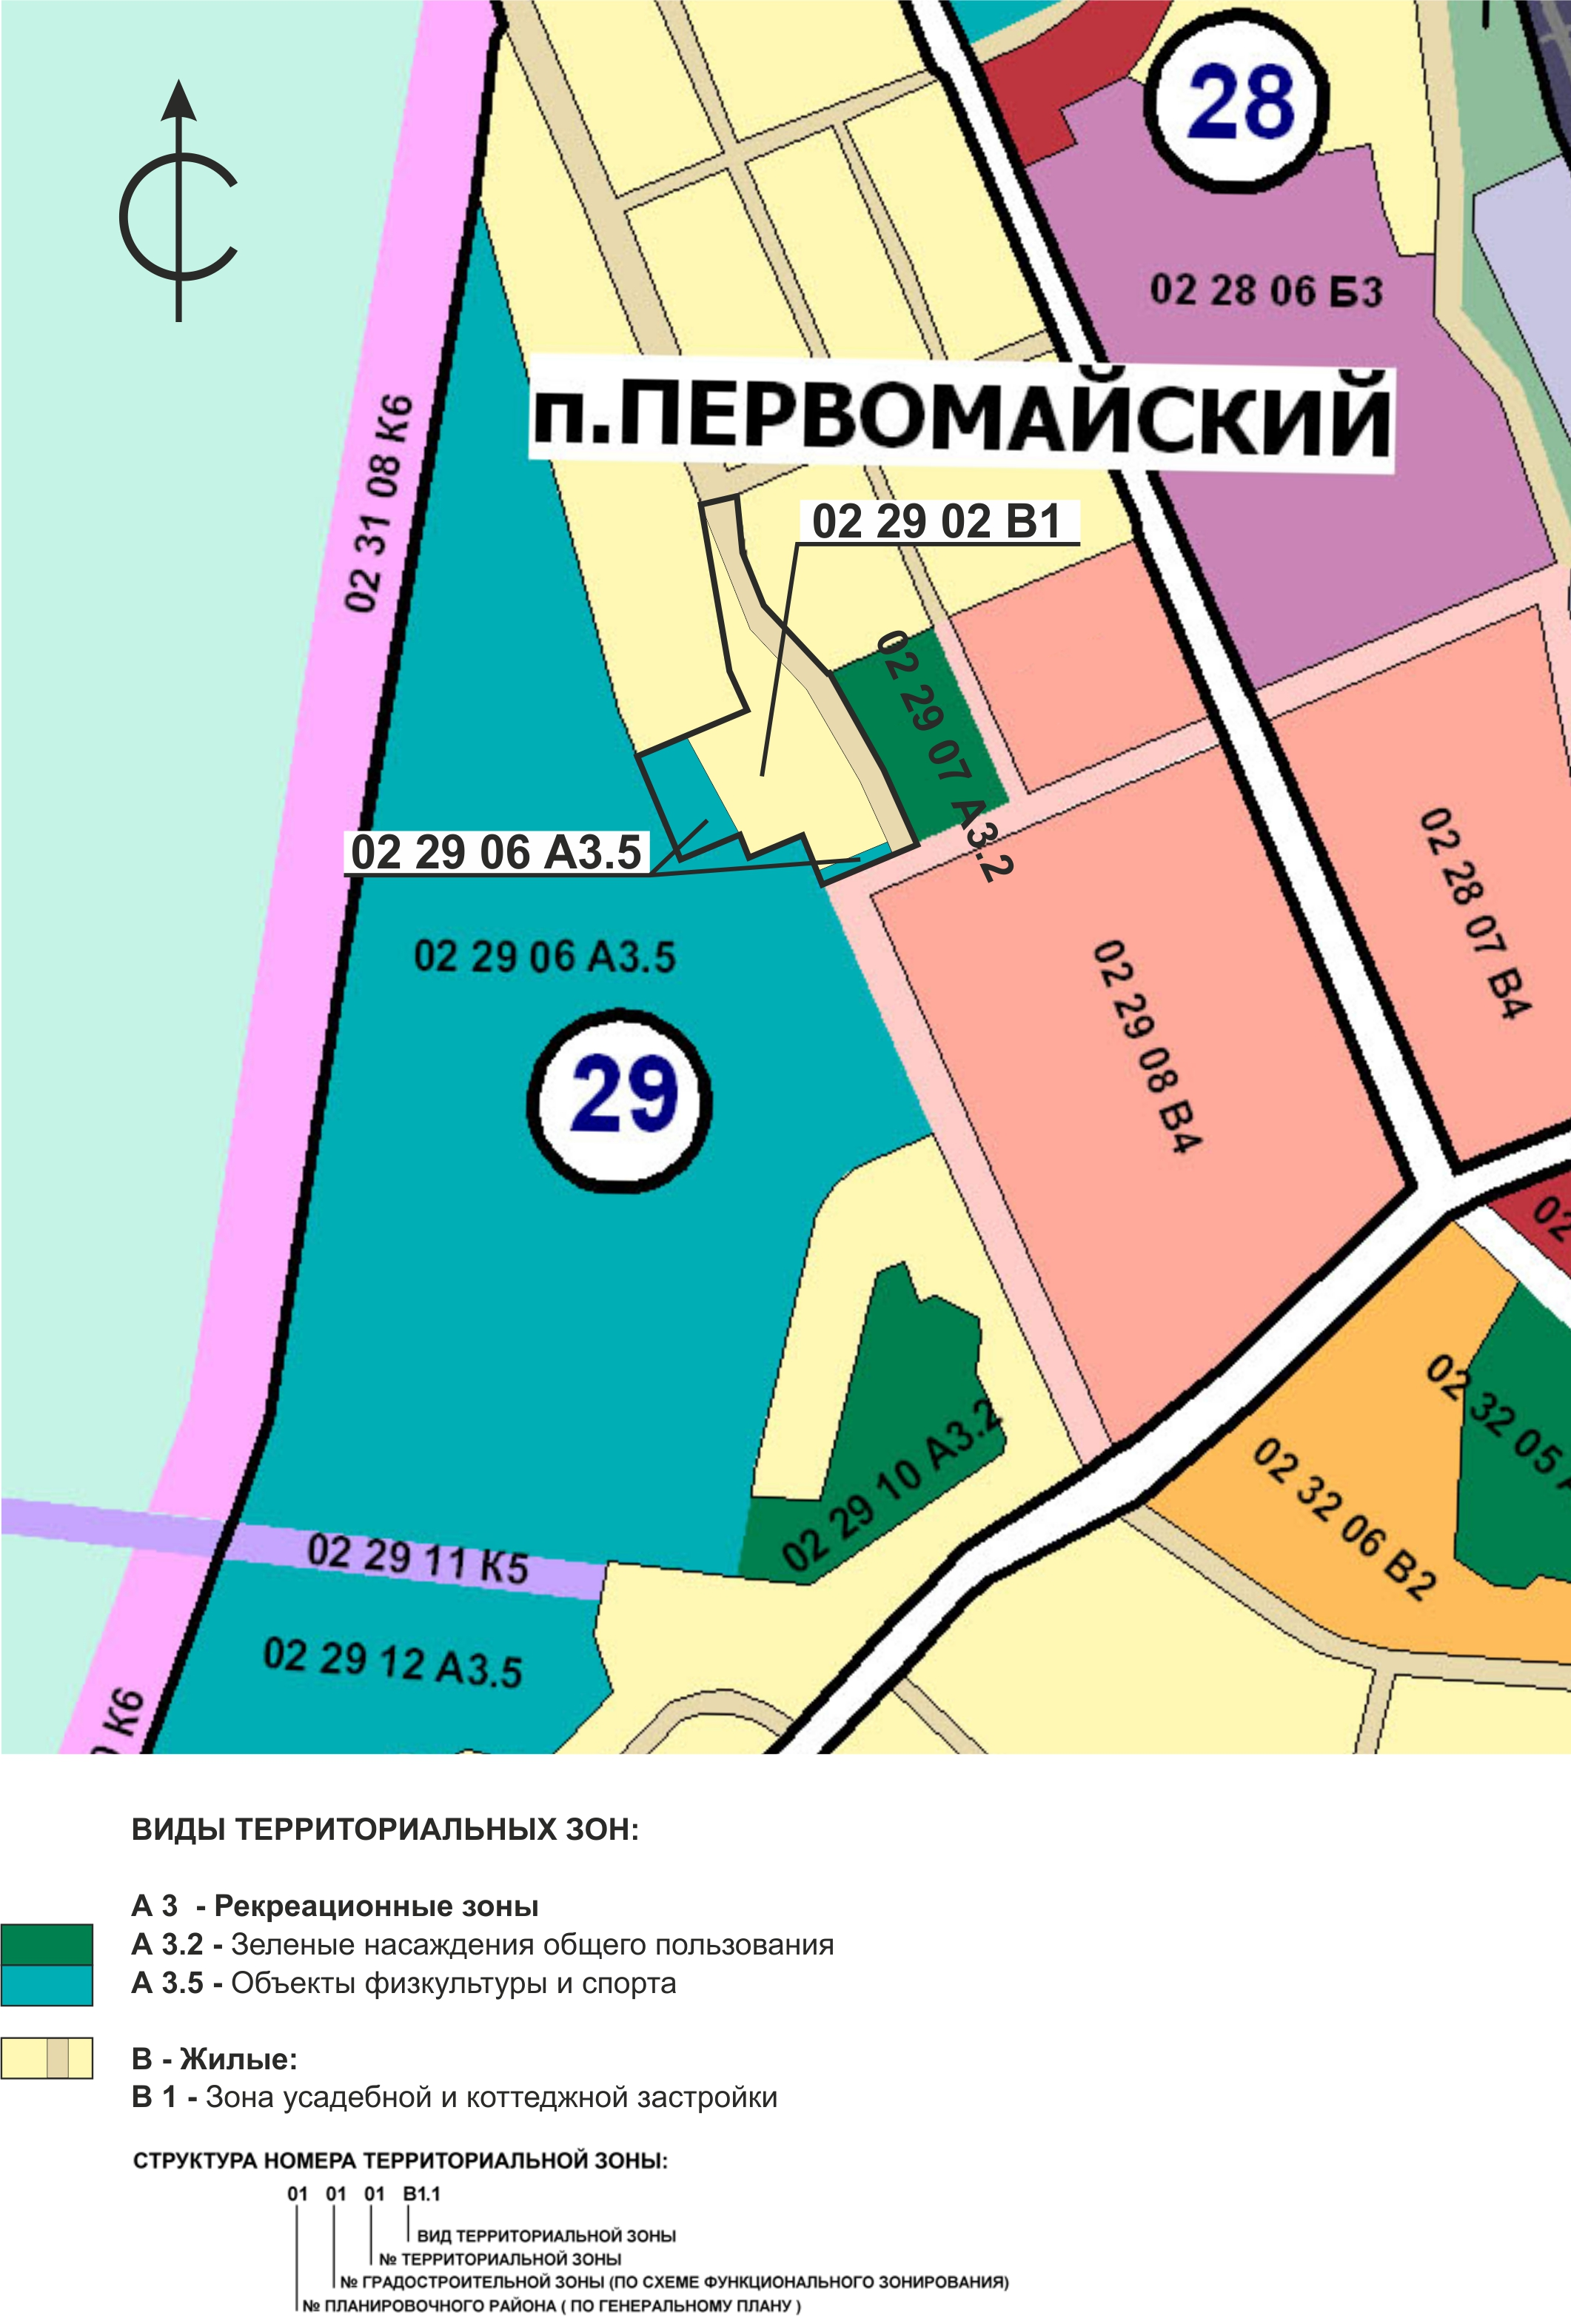 28
02 28 06 Б3
п.ПЕРВОМАЙСКИЙ
02 31 08 К6
02 29 02 В1
02 29 07 А3.2
02 29 06 А3.5
02 28 07 В4
02 29 06 А3.5
02 29 08 В4
29
02
02 32 05
02 29 10 А3.2
02 32 06 В2
02 29 11 К5
02 29 12 А3.5
К6
ВИДЫ ТЕРРИТОРИАЛЬНЫХ ЗОН:
А 3 - Рекреационные зоны
А 3.2 - Зеленые насаждения общего пользования
А 3.5 - Объекты физкультуры и спорта
В - Жилые:
В 1 - Зона усадебной и коттеджной застройки
СТРУКТУРА НОМЕРА ТЕРРИТОРИАЛЬНОЙ ЗОНЫ:
01 01 01 В1.1
ВИД ТЕРРИТОРИАЛЬНОЙ ЗОНЫ
№ ТЕРРИТОРИАЛЬНОЙ ЗОНЫ
№ ГРАДОСТРОИТЕЛЬНОЙ ЗОНЫ (ПО СХЕМЕ ФУНКЦИОНАЛЬНОГО ЗОНИРОВАНИЯ)
№ ПЛАНИРОВОЧНОГО РАЙОНА ( ПО ГЕНЕРАЛЬНОМУ ПЛАНУ )